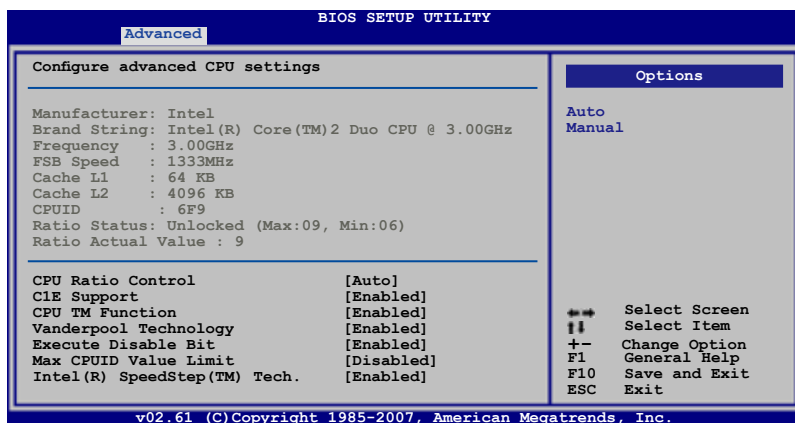 BIOS SETUP UTILITY
Advanced
Configure advanced CPU settings
Manufacturer: Intel
Brand String: Intel(R) Core(TM)2 Duo CPU @ 3.00GHz
Frequency : 3.00GHz
FSB Speed : 1333MHz
Cache L1 : 64 KB
Cache L2 : 4096 KB
CPUID : 6F9
Ratio Status: Unlocked (Max:09, Min:06)
Ratio Actual Value : 9
CPU Ratio Control [Auto]
C1E Support [Enabled]
CPU TM Function [Enabled]
Vanderpool Technology [Enabled]
Execute Disable Bit [Enabled]
Max CPUID Value Limit [Disabled]
Intel(R) SpeedStep(TM) Tech. [Enabled]
Options
Auto
Manual
Select Screen
Select Item
+- Change Option
F1 General Help
F10 Save and Exit
ESC Exit
v02.61 (C)Copyright 1985-2007, American Megatrends, Inc.